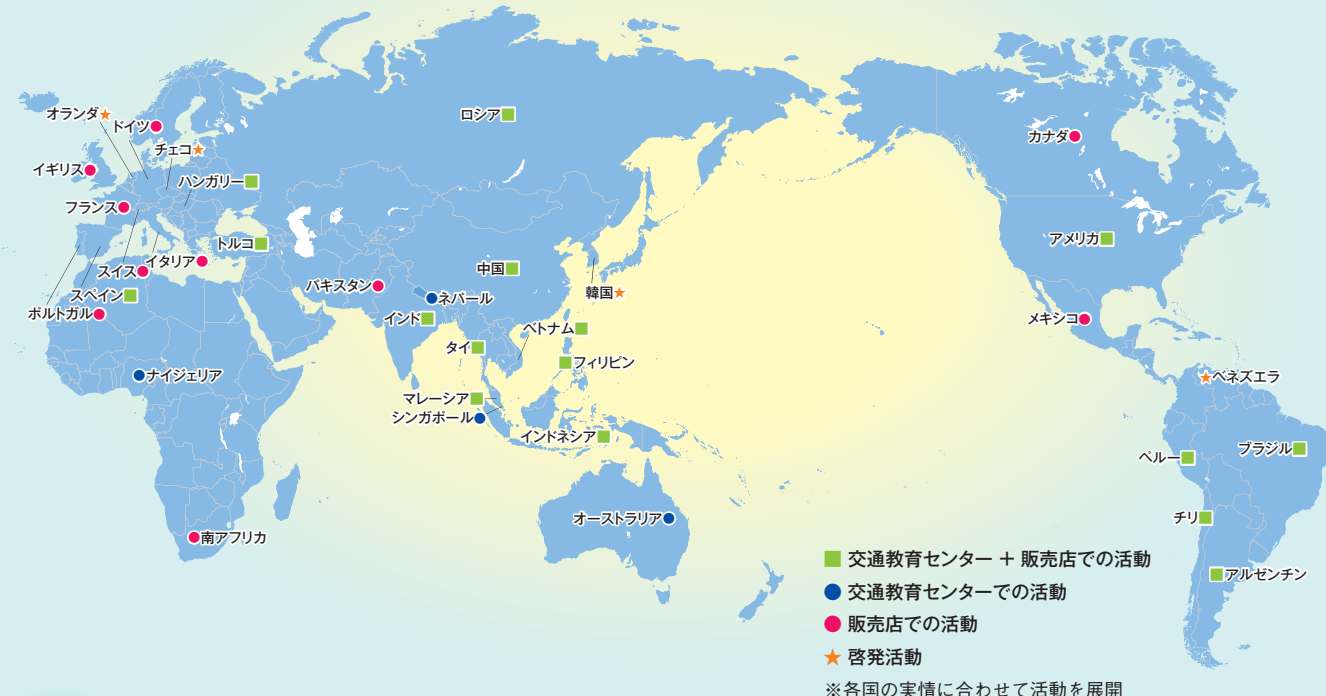 オランダ
ドイツ
チェコ
イギリス
ハンガリー
フランス
トルコ
スイス
イタリア
スペイン
ポルトガル
ロシア
中国
韓国
パキスタン
ネパール
インド
ベトナム
タイ
フィリピン
マレーシア
シンガポール
インドネシア
ナイジェリア
南アフリカ
オーストラリア
カナダ
アメリカ
メキシコ
ベネズエラ
ペルー
ブラジル
チリ
アルゼンチン
交通教育センター + 販売店での活動
交通教育センターでの活動
販売店での活動
啓発活動
※各国の実情に合わせて活動を展開